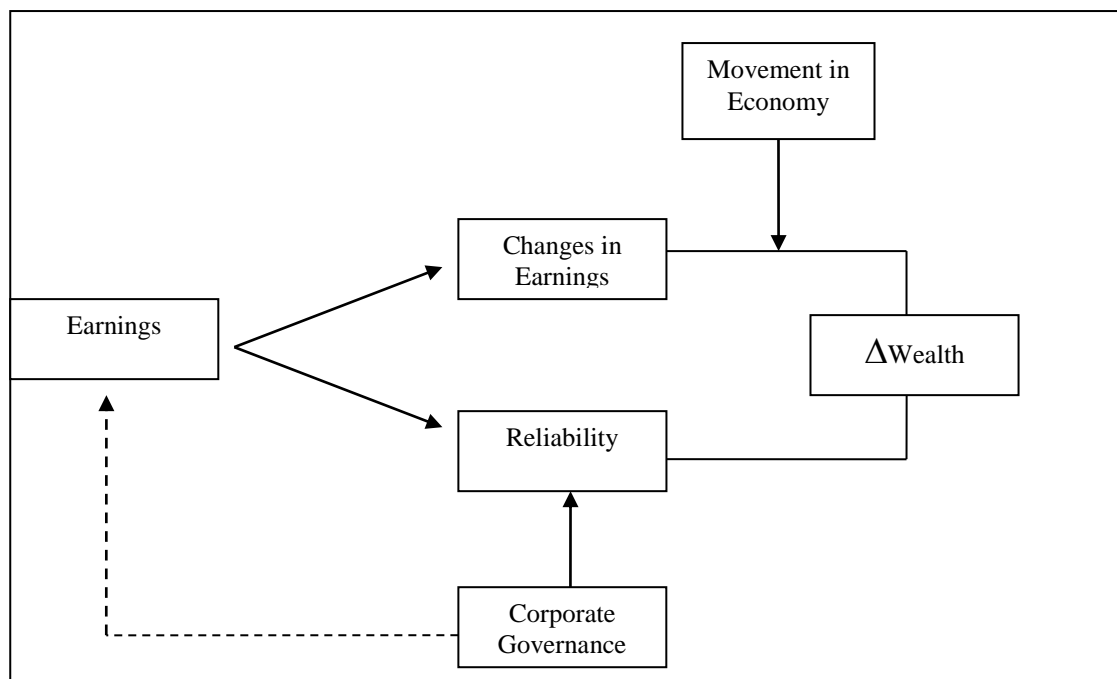 Movement in
Economy
Changes in
Earnings
Earnings
ΔWealth
Reliability
Corporate
Governance